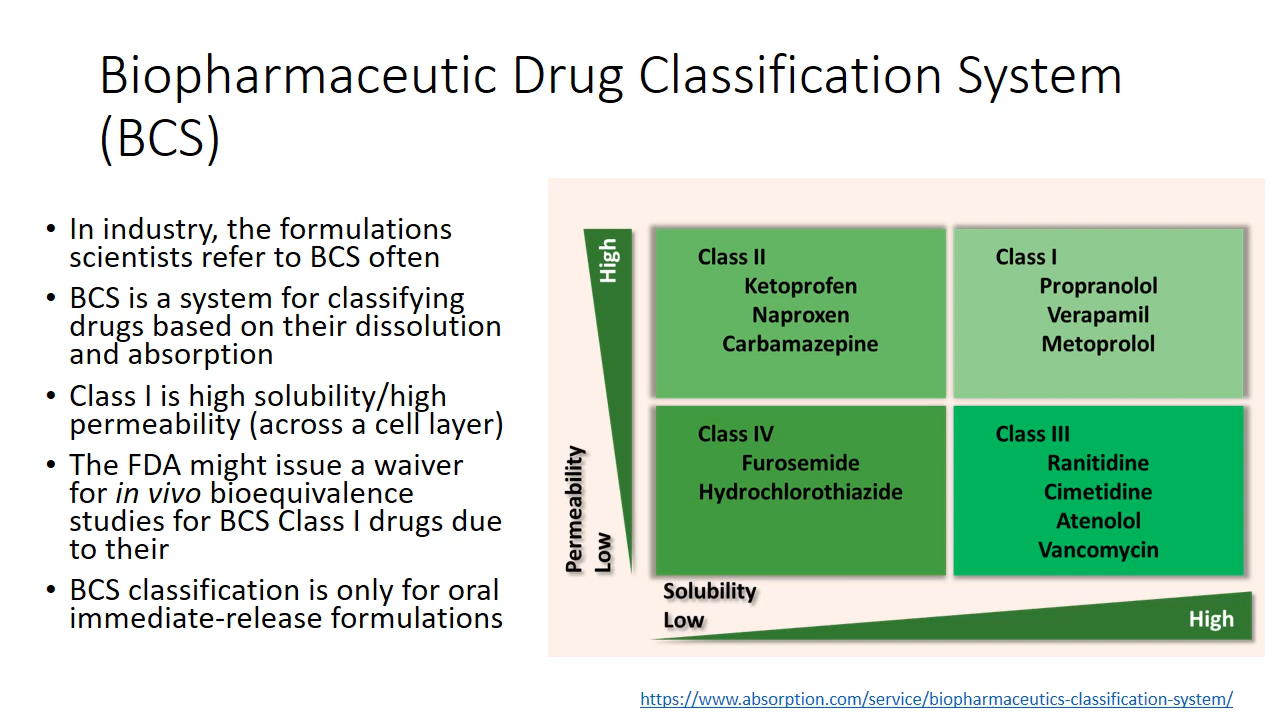 Biopharmaceutic Drug Classification System
(BCS)
• In industry, the formulations
scientists refer to BCS often
• BCS is a system for classifying
drugs based on their dissolution
and absorption
• Class I is high solubility/high
permeability (across a cell layer)
• The FDA might issue a waiver
for in vivo bioequivalence
studies for BCS Class I drugs due
to their
• BCS classification is only for oral
immediate-release formulations
High
Permeability
Low
Class II
Ketoprofen
Naproxen
Carbamazepine
Class I
Propranolol
Verapamil
Metoprolol
Class IV
Furosemide
Hydrochlorothiazide
Class III
Ranitidine
Cimetidine
Atenolol
Vancomycin
Solubility
Low
High
https://www.absorption.com/service/biopharmaceutics-classification-system/